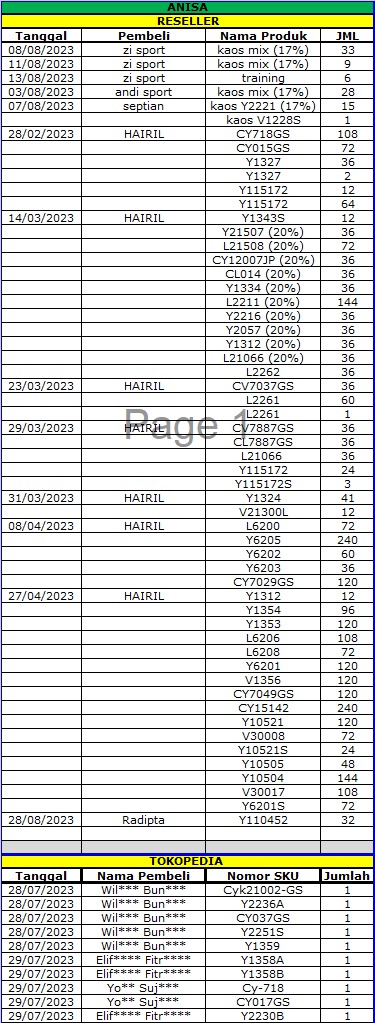 ANISA
RESELLER
Tanggal Pembeli Nama Produk JML
08/08/2023 zi sport kaos mix (17%) 33
11/08/2023 zi sport kaos mix (17%) 9
13/08/2023 zi sport training 6
03/08/2023 andi sport kaos mix (17%) 28
07/08/2023 septian kaos Y2221 (17%) 15
kaos V1228S 1
28/02/2023 HAIRIL CY718GS 108
CY015GS 72
Y1327 36
Y1327 2
Y115172 12
Y115172 64
14/03/2023 HAIRIL Y1343S 12
Y21507 (20%) 36
L21508 (20%) 72
CY12007JP (20%) 36
CL014 (20%) 36
Y1334 (20%) 36
L2211 (20%) 144
Y2216 (20%) 36
Y2057 (20%) 36
Y1312 (20%) 36
L21066 (20%) 36
L2262 36
23/03/2023 HAIRIL CV7037GS 36
L2261 60
L2261 1
Page 1
29/03/2023 HAIRIL CV7887GS 36
CL7887GS 36
L21066 36
Y115172 24
Y115172S 3
31/03/2023 HAIRIL Y1324 41
V21300L 12
08/04/2023 HAIRIL L6200 72
Y6205 240
Y6202 60
Y6203 36
CY7029GS 120
27/04/2023 HAIRIL Y1312 12
Y1354 96
Y1353 120
L6206 108
L6208 72
Y6201 120
V1356 120
CY7049GS 120
CY15142 240
Y10521 120
V30008 72
Y10521S 24
Y10505 48
Y10504 144
V30017 108
Y6201S 72
28/08/2023 Radipta Y110452 32
TOKOPEDIA
Tanggal Nama Pembeli Nomor SKU Jumlah
28/07/2023 Wil*** Bun*** Cyk21002-GS 1
28/07/2023 Wil*** Bun*** Y2236A 1
28/07/2023 Wil*** Bun*** CY037GS 1
28/07/2023 Wil*** Bun*** Y2251S 1
28/07/2023 Wil*** Bun*** Y1359 1
29/07/2023 Elif**** Fitr**** Y1358A 1
29/07/2023 Elif**** Fitr**** Y1358B 1
29/07/2023 Yo** Suj*** Cy-718 1
29/07/2023 Yo** Suj*** CY017GS 1
29/07/2023 Elif**** Fitr**** Y2230B 1